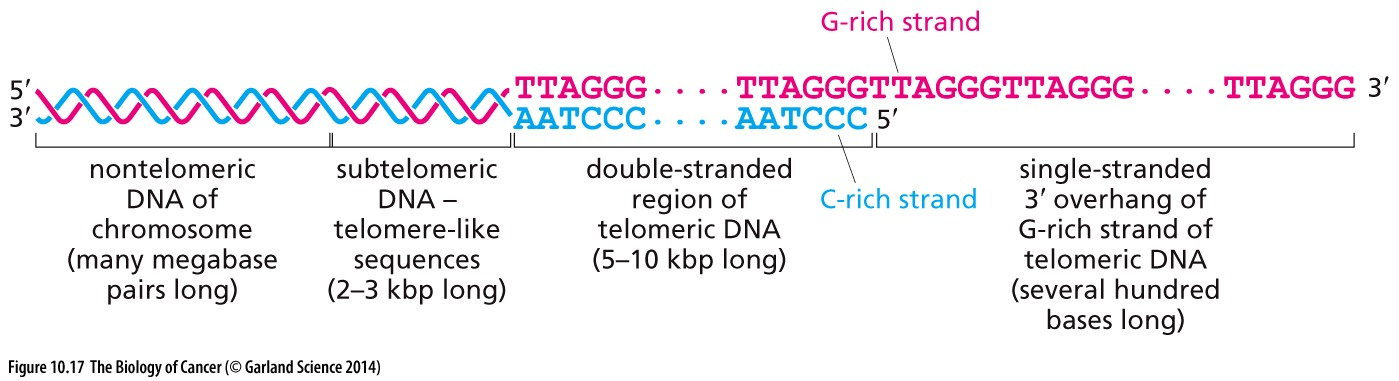 G-rich strand
5′ TTAGGG....TTAGGGTTAGGGTTAGGG....TTAGGG 3′
3′ AATCCC....AATCCC 5′
nontelomeric
DNA of
chromosome
(many megabase
pairs long)
subtelomeric
DNA –
telomere-like
sequences
(2–3 kbp long)
double-stranded
region of
telomeric DNA
(5–10 kbp long)
C-rich strand
single-stranded
3′ overhang of
G-rich strand of
telomeric DNA
(several hundred
bases long)
Figure 10.17 The Biology of Cancer (© Garland Science 2014)